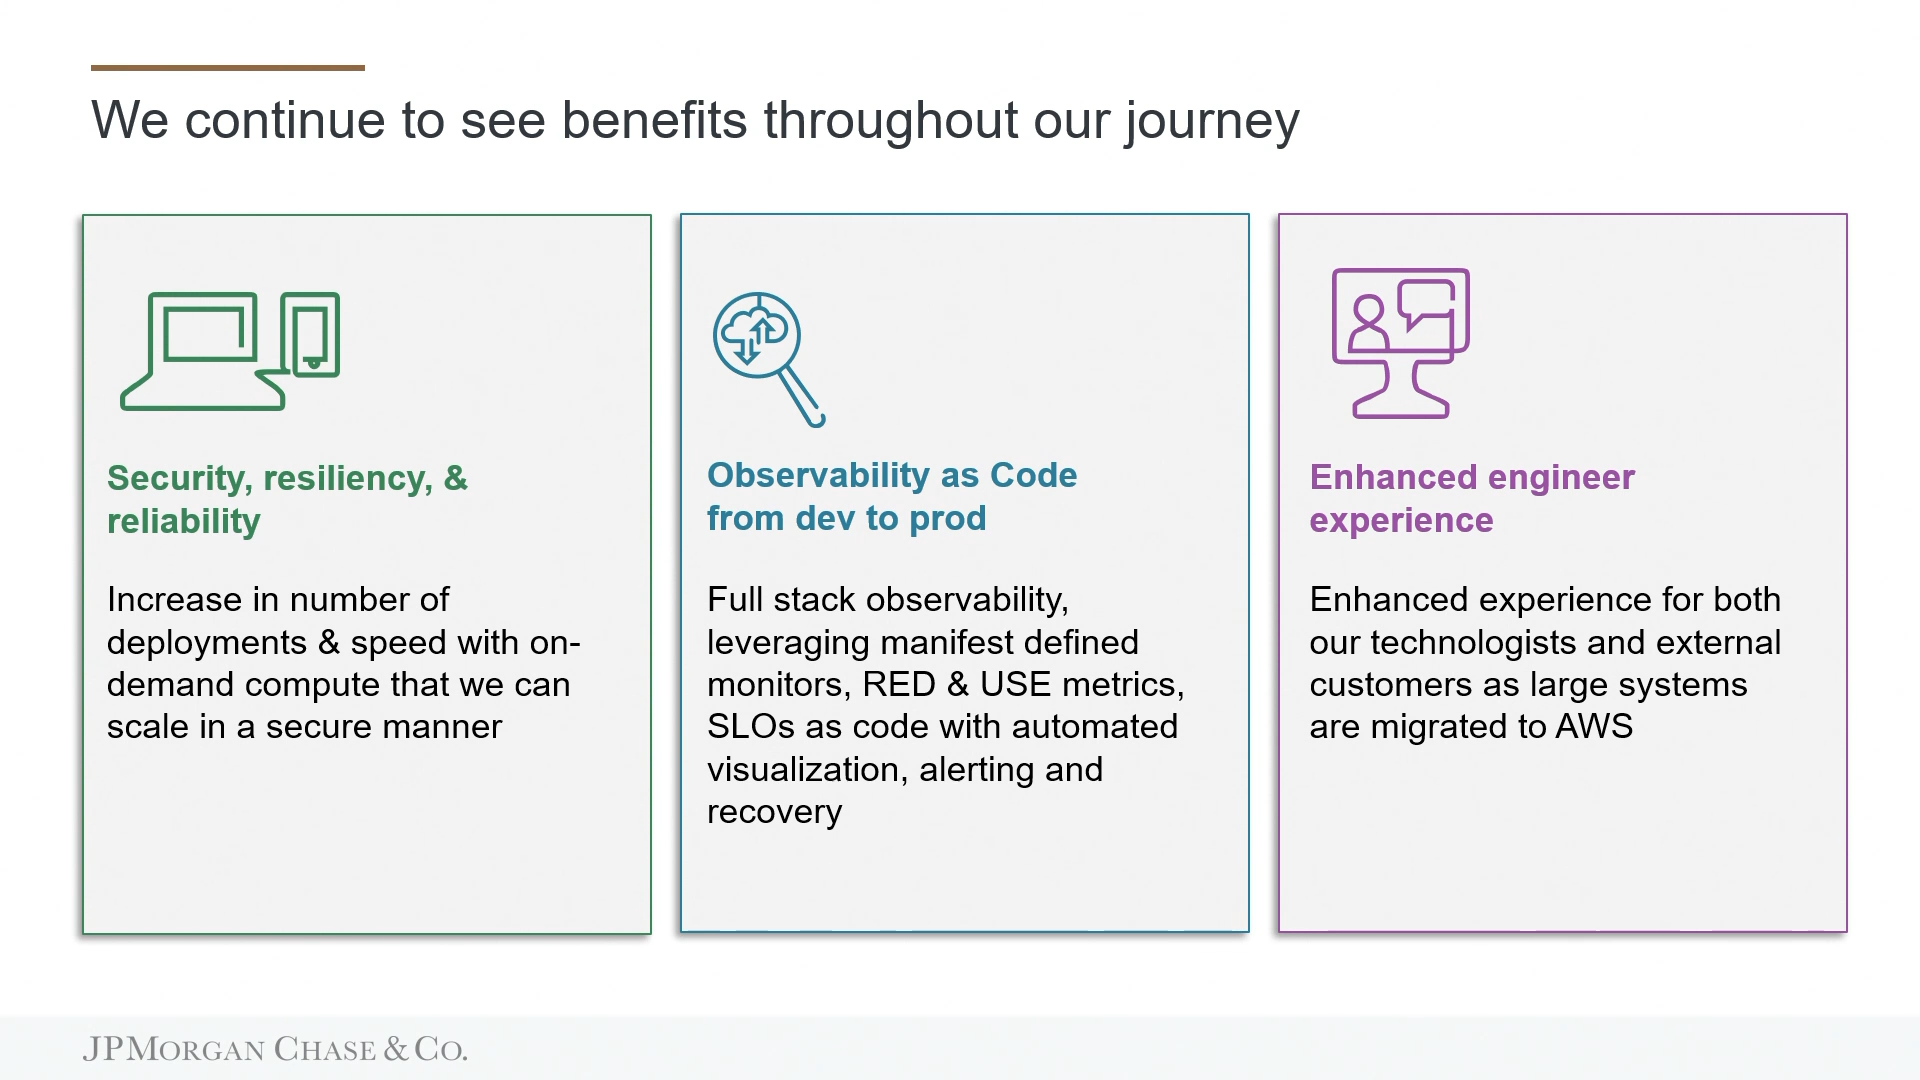 We continue to see benefits throughout our journey
Security, resiliency, &
reliability
Increase in number of
deployments & speed with on-
demand compute that we can
scale in a secure manner
Observability as Code
from dev to prod
Full stack observability,
leveraging manifest defined
monitors, RED & USE metrics,
SLOs as code with automated
visualization, alerting and
recovery
Enhanced engineer
experience
Enhanced experience for both
our technologists and external
customers as large systems
are migrated to AWS
JPMORGAN CHASE & CO.